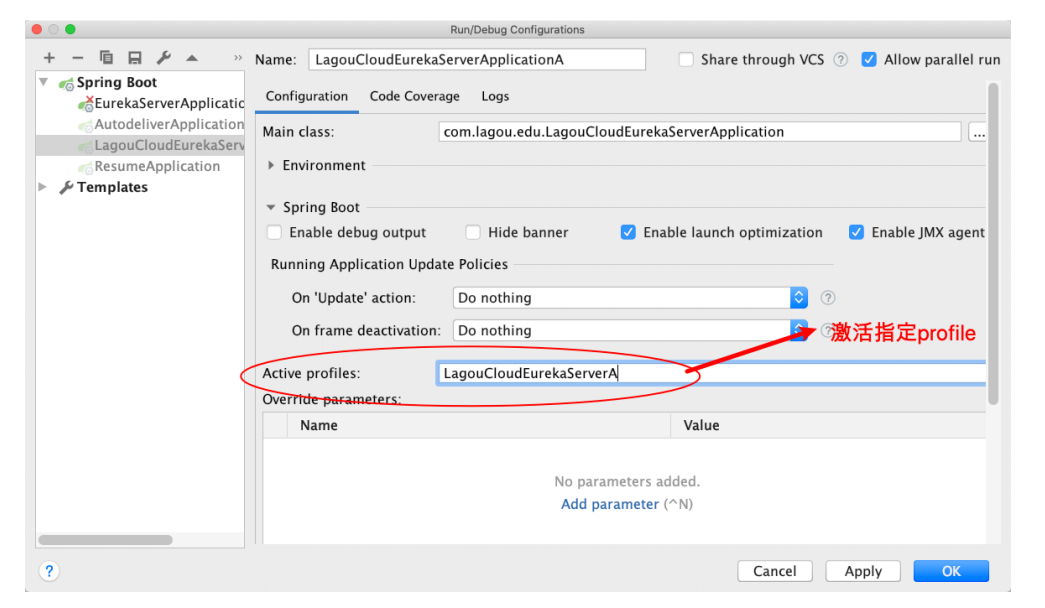 Run/Debug Configurations
Name: LagouCloudEurekaServerApplicationA Share through VCS ? Allow parallel run
Spring Boot
EurekaServerApplicatio
AutodeliverApplication
LagouCloudEurekaServ
ResumeApplication
Templates
Configuration Code Coverage Logs
Main class: com.lagou.edu.LagouCloudEurekaServerApplication ...
Environment
Spring Boot
Enable debug output Hide banner Enable launch optimization Enable JMX agent
Running Application Update Policies
On 'Update' action: Do nothing ?
On frame deactivation: Do nothing ?
激活指定profile
Active profiles: LagouCloudEurekaServerA
Override parameters:
Name Value
No parameters added.
Add parameter (^N)
? Cancel Apply OK